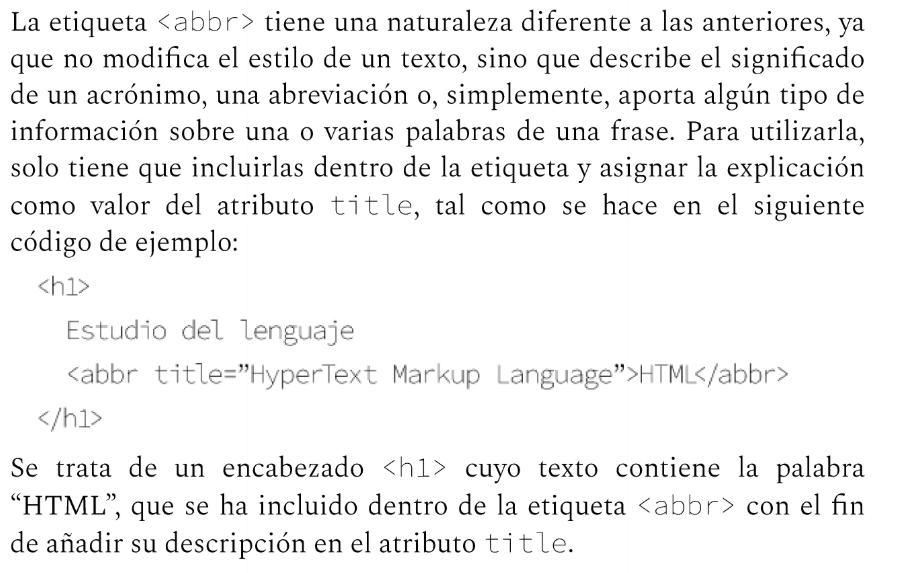 La etiqueta <abbr> tiene una naturaleza diferente a las anteriores, ya
que no modifica el estilo de un texto, sino que describe el significado
de un acrónimo, una abreviación o, simplemente, aporta algún tipo de
información sobre una o varias palabras de una frase. Para utilizarla,
solo tiene que incluirlas dentro de la etiqueta y asignar la explicación
como valor del atributo title, tal como se hace en el siguiente
código de ejemplo:
<h1>
Estudio del lenguaje
<abbr title=”HyperText Markup Language”>HTML</abbr>
</h1>
Se trata de un encabezado <h1> cuyo texto contiene la palabra
“HTML”, que se ha incluido dentro de la etiqueta <abbr> con el fin
de añadir su descripción en el atributo title.